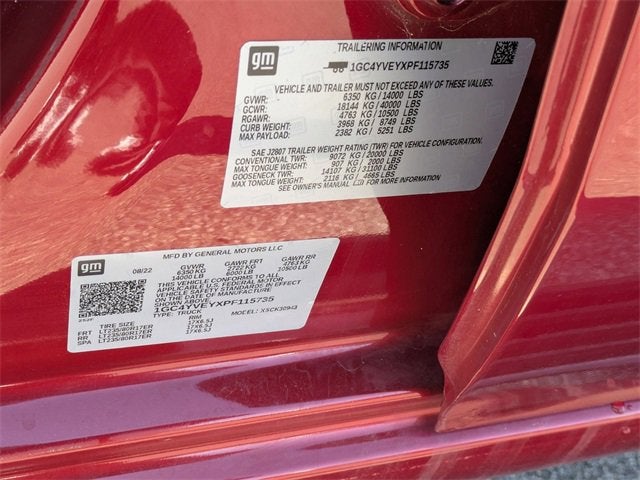 gm
TRAILERING INFORMATION
1GC4YVEYXPF115735
VEHICLE AND TRAILER MUST NOT EXCEED ANY OF THESE VALUES.
GVWR: 6350 KG/ 14000 LBS
GCWR: 18144 KG/ 40000 LBS
RGAWR: 4763 KG/ 10500 LBS
CURB WEIGHT: 3968 KG/ 8749 LBS
MAX PAYLOAD: 2382 KG/ 5251 LBS
SAE J2807 TRAILER WEIGHT RATING (TWR) FOR VEHICLE CONFIGURATION.
CONVENTIONAL TWR: 9072 KG/ 20000 LBS
MAX TONGUE WEIGHT: 907 KG/ 2000 LBS
GOOSENECK TWR: 14107 KG/ 31100 LBS
MAX TONGUE WEIGHT: 2116 KG/ 4665 LBS
SEE OWNER'S MANUAL FOR MORE INFORMATION
MFD BY GENERAL MOTORS LLC
gm
08/22 GVWR GAWR FRT GAWR RR
6350 KG 2722 KG 4763 KG
14000 LB 6000 LB 10500 LB
THIS VEHICLE CONFORMS TO ALL
APPLICABLE U.S. FEDERAL MOTOR
VEHICLE SAFETY STANDARDS IN
EFFECT ON THE DATE OF MANUFACTURE
SHOWN ABOVE.
1GC4YVEYXPF115735
TYPE: TRUCK MODEL: XSCK30943
TIRE SIZE RIM
FRT LT235/80R17ER 17X6.5J
RR LT235/80R17ER 17X6.5J
SPA LT235/80R17ER 17X6.5J